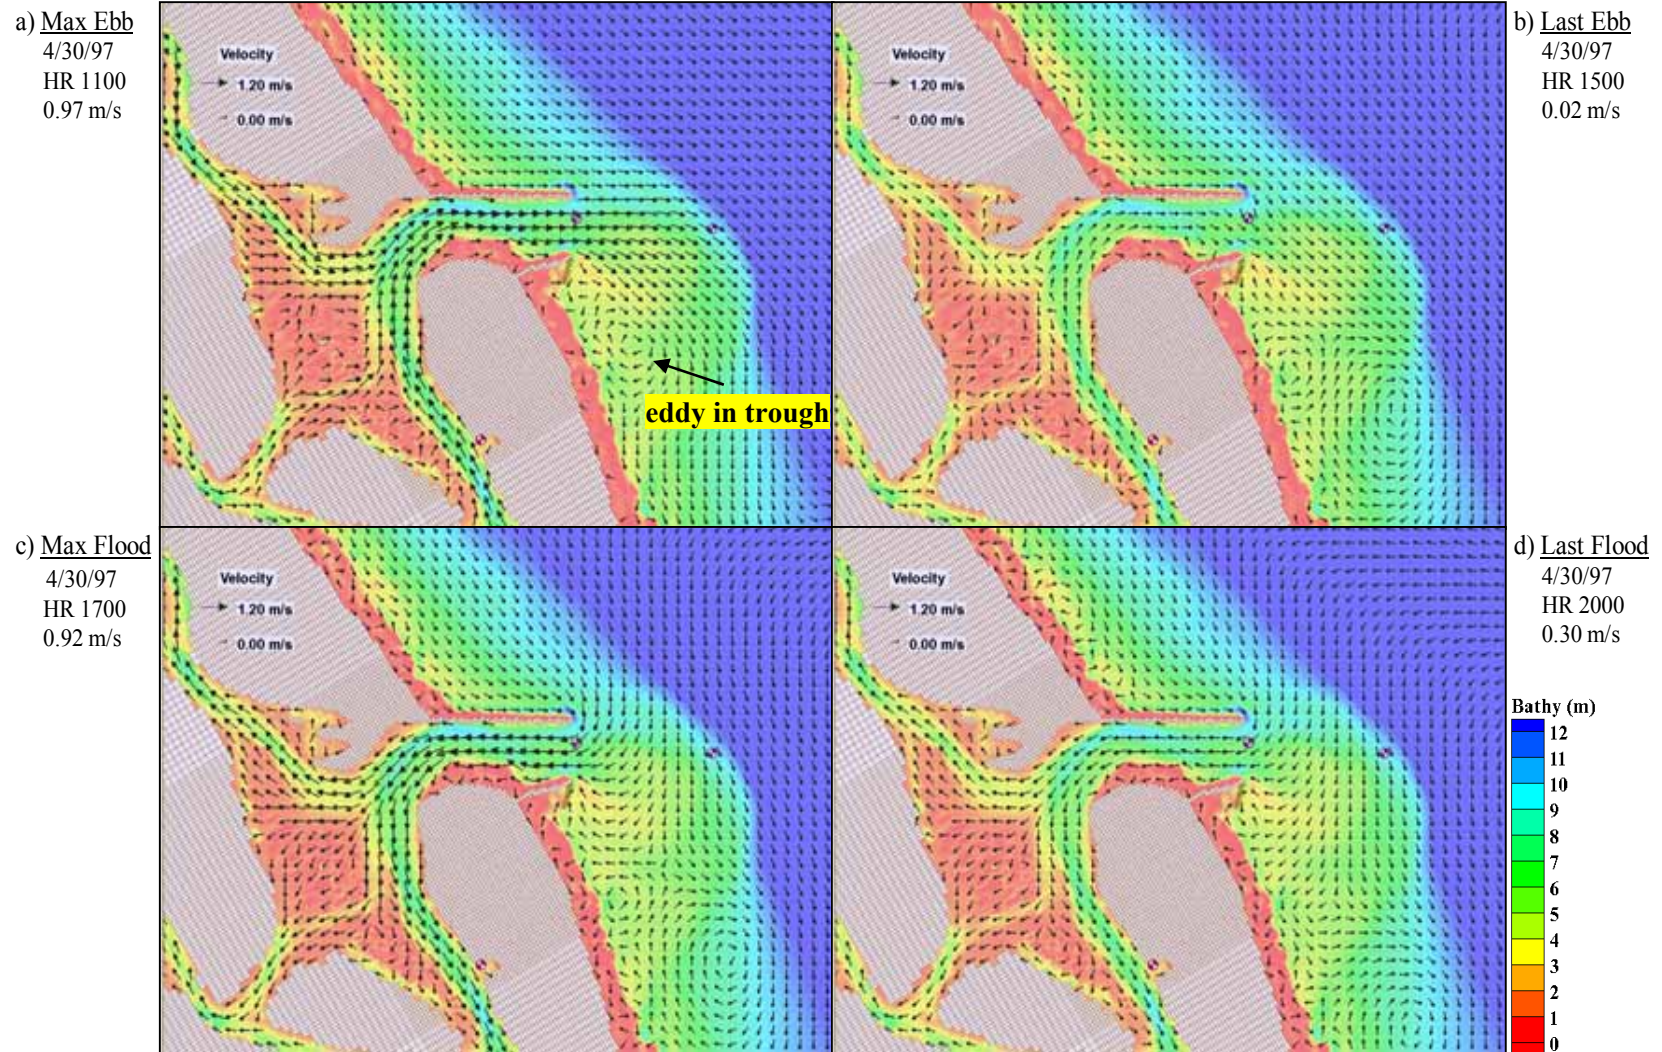 a) Max Ebb
4/30/97
HR 1100
0.97 m/s
Velocity
1.20 m/s
0.00 m/s
eddy in trough
Velocity
1.20 m/s
0.00 m/s
b) Last Ebb
4/30/97
HR 1500
0.02 m/s
c) Max Flood
4/30/97
HR 1700
0.92 m/s
Velocity
1.20 m/s
0.00 m/s
Velocity
1.20 m/s
0.00 m/s
d) Last Flood
4/30/97
HR 2000
0.30 m/s
Bathy (m)
12
11
10
9
8
7
6
5
4
3
2
1
0